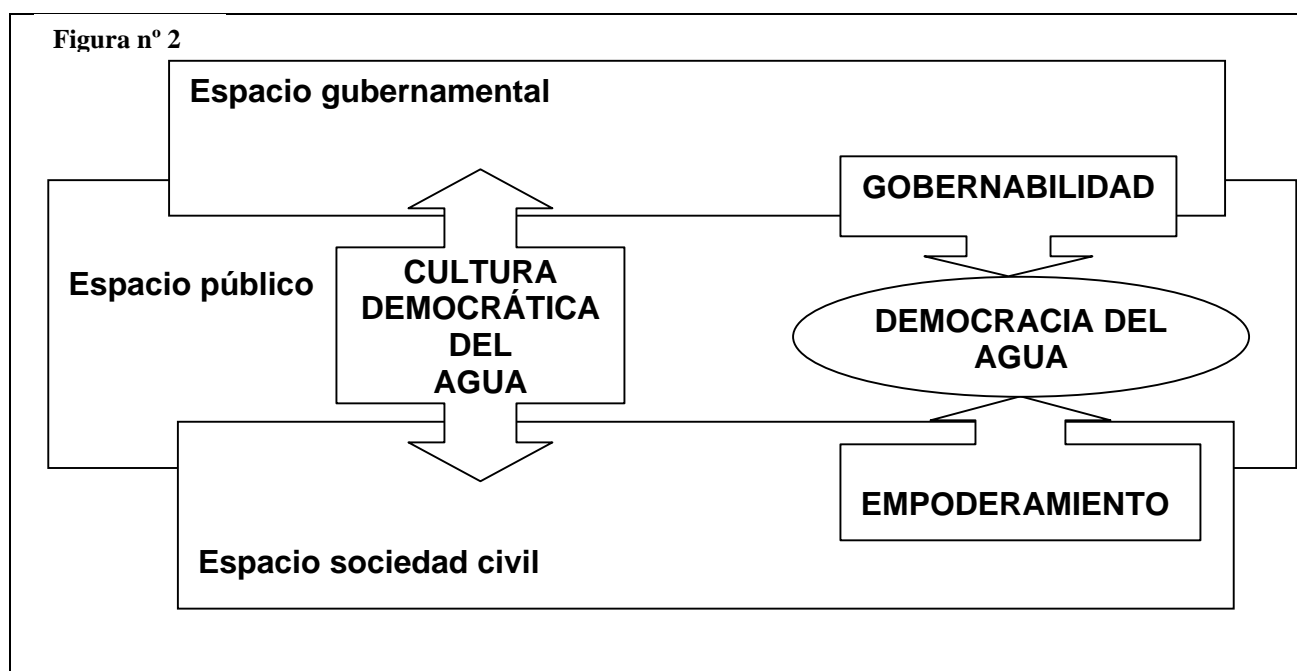 Figura nº 2
Espacio gubernamental
GOBERNABILIDAD
Espacio público
CULTURA
DEMOCRÁTICA
DEL
AGUA
DEMOCRACIA DEL
AGUA
EMPODERAMIENTO
Espacio sociedad civil